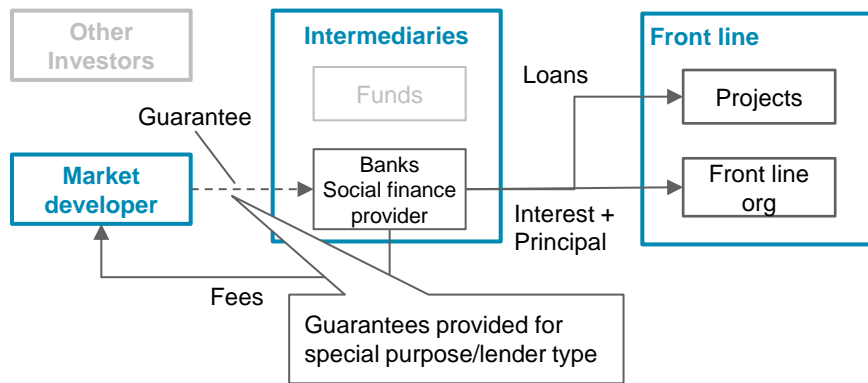 Other
Investors
Intermediaries
Front line
Funds
Loans
Projects
Guarantee
Market
developer
Banks
Social finance
provider
Front line
org
Interest +
Principal
Fees
Guarantees provided for
special purpose/lender type